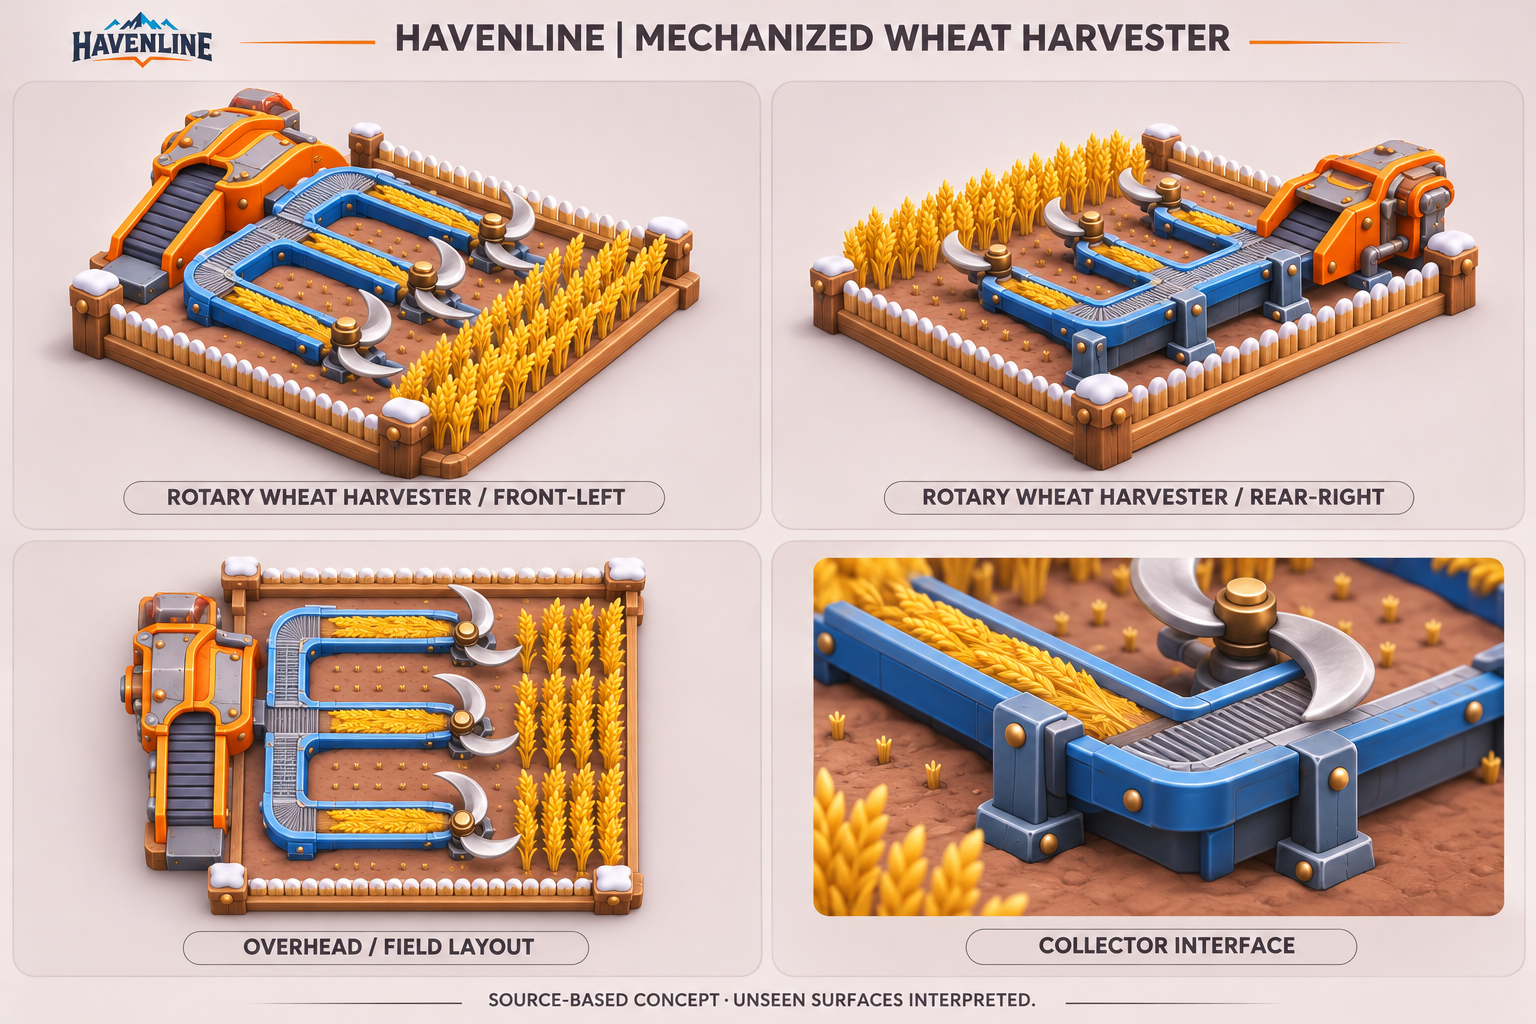 HAVENLINE
HAVENLINE | MECHANIZED WHEAT HARVESTER
ROTARY WHEAT HARVESTER / FRONT-LEFT
ROTARY WHEAT HARVESTER / REAR-RIGHT
OVERHEAD / FIELD LAYOUT
COLLECTOR INTERFACE
SOURCE-BASED CONCEPT · UNSEEN SURFACES INTERPRETED.